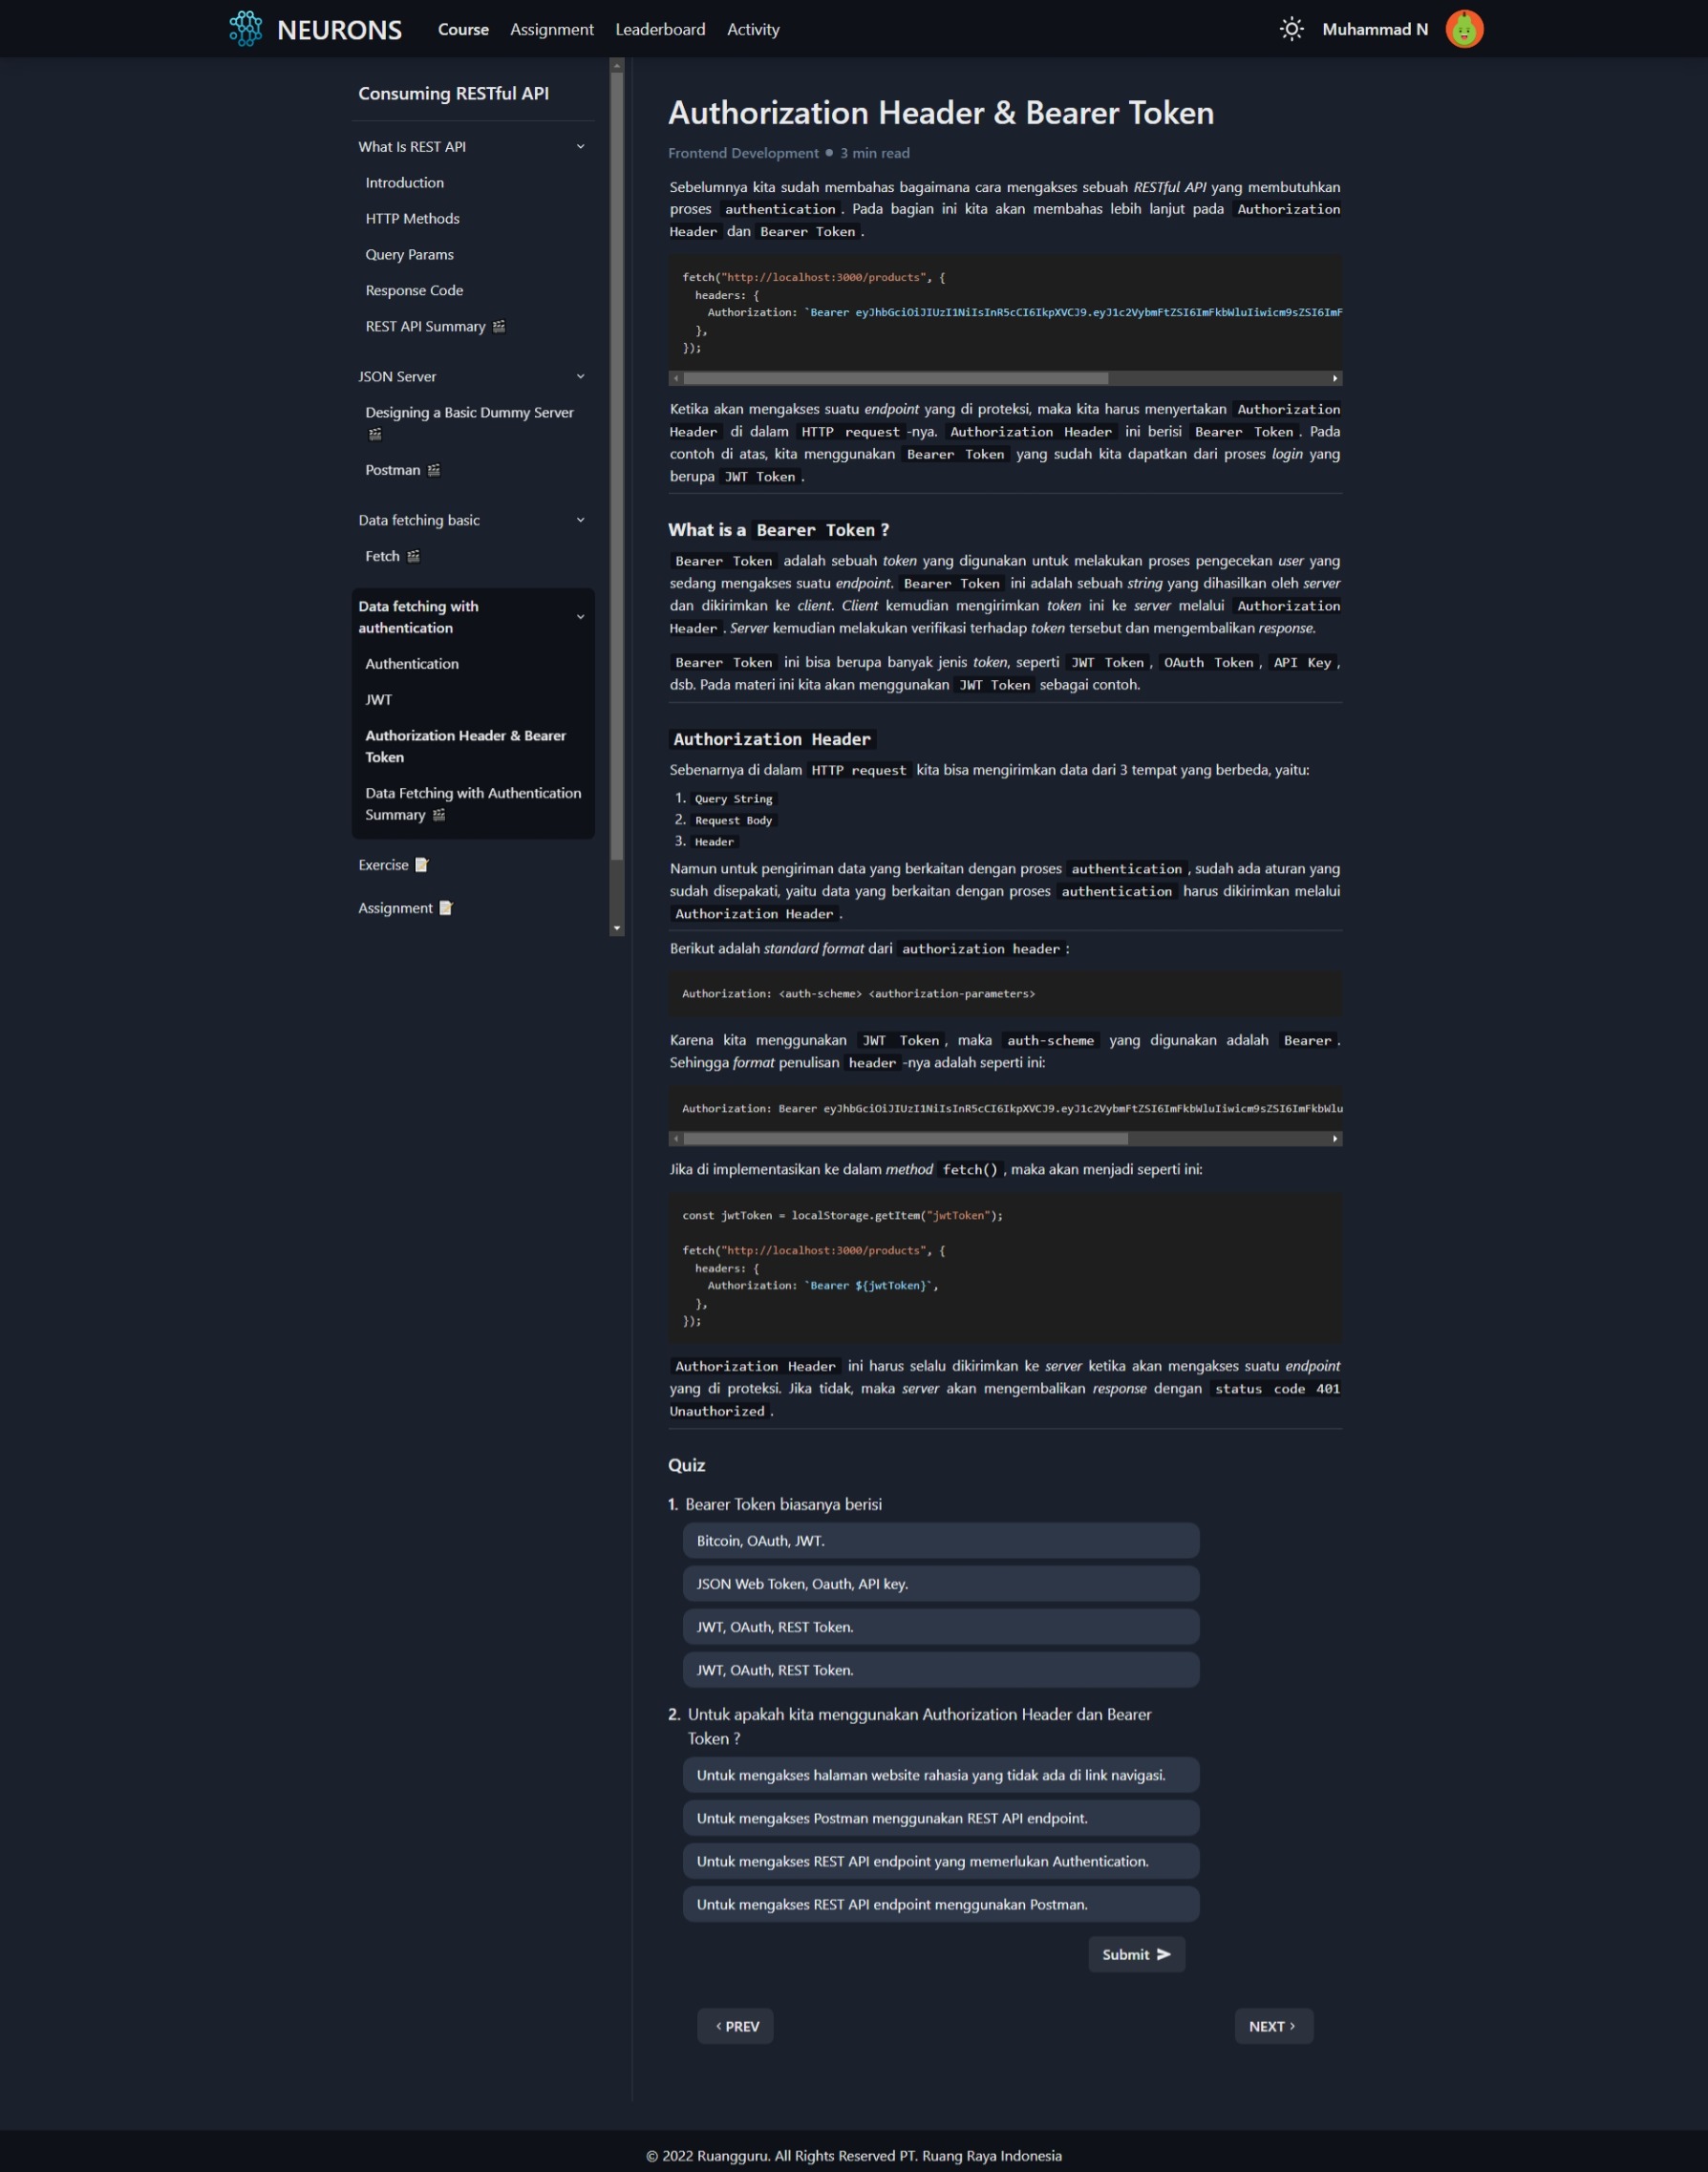 NEURONS
Course Assignment Leaderboard Activity
Muhammad N
Consuming RESTful API
What Is REST API
Introduction
HTTP Methods
Query Params
Response Code
REST API Summary 🎬
JSON Server
Designing a Basic Dummy Server
🎬
Postman 🎬
Data fetching basic
Fetch 🎬
Data fetching with
authentication
Authentication
JWT
Authorization Header & Bearer
Token
Data Fetching with Authentication
Summary 🎬
Exercise 📝
Assignment 📝
Authorization Header & Bearer Token
Frontend Development • 3 min read
Sebelumnya kita sudah membahas bagaimana cara mengakses sebuah RESTful API yang membutuhkan
proses authentication. Pada bagian ini kita akan membahas lebih lanjut pada Authorization
Header dan Bearer Token.
fetch("http://localhost:3000/products", {
headers: {
Authorization: `Bearer eyJhbGciOiJIUzI1NiIsInR5cCI6IkpXVCJ9.eyJ1c2VybmFtZSI6ImFkbWluIiwicm9sZSI6ImF
},
});
Ketika akan mengakses suatu endpoint yang di proteksi, maka kita harus menyertakan Authorization
Header di dalam HTTP request-nya. Authorization Header ini berisi Bearer Token. Pada
contoh di atas, kita menggunakan Bearer Token yang sudah kita dapatkan dari proses login yang
berupa JWT Token.
What is a Bearer Token?
Bearer Token adalah sebuah token yang digunakan untuk melakukan proses pengecekan user yang
sedang mengakses suatu endpoint. Bearer Token ini adalah sebuah string yang dihasilkan oleh server
dan dikirimkan ke client. Client kemudian mengirimkan token ini ke server melalui Authorization
Header. Server kemudian melakukan verifikasi terhadap token tersebut dan mengembalikan response.
Bearer Token ini bisa berupa banyak jenis token, seperti JWT Token, OAuth Token, API Key,
dsb. Pada materi ini kita akan menggunakan JWT Token sebagai contoh.
Authorization Header
Sebenarnya di dalam HTTP request kita bisa mengirimkan data dari 3 tempat yang berbeda, yaitu:
1. Query String
2. Request Body
3. Header
Namun untuk pengiriman data yang berkaitan dengan proses authentication, sudah ada aturan yang
sudah disepakati, yaitu data yang berkaitan dengan proses authentication harus dikirimkan melalui
Authorization Header.
Berikut adalah standard format dari authorization header:
Authorization: <auth-scheme> <authorization-parameters>
Karena kita menggunakan JWT Token, maka auth-scheme yang digunakan adalah Bearer.
Sehingga format penulisan header-nya adalah seperti ini:
Authorization: Bearer eyJhbGciOiJIUzI1NiIsInR5cCI6IkpXVCJ9.eyJ1c2VybmFtZSI6ImFkbWluIiwicm9sZSI6ImFkbWlu
Jika di implementasikan ke dalam method fetch(), maka akan menjadi seperti ini:
const jwtToken = localStorage.getItem("jwtToken");
fetch("http://localhost:3000/products", {
headers: {
Authorization: `Bearer ${jwtToken}`,
},
});
Authorization Header ini harus selalu dikirimkan ke server ketika akan mengakses suatu endpoint
yang di proteksi. Jika tidak, maka server akan mengembalikan response dengan status code 401
Unauthorized.
Quiz
1. Bearer Token biasanya berisi
Bitcoin, OAuth, JWT.
JSON Web Token, Oauth, API key.
JWT, OAuth, REST Token.
JWT, OAuth, REST Token.
2. Untuk apakah kita menggunakan Authorization Header dan Bearer
Token ?
Untuk mengakses halaman website rahasia yang tidak ada di link navigasi.
Untuk mengakses Postman menggunakan REST API endpoint.
Untuk mengakses REST API endpoint yang memerlukan Authentication.
Untuk mengakses REST API endpoint menggunakan Postman.
Submit
PREV
NEXT
© 2022 Ruangguru. All Rights Reserved PT. Ruang Raya Indonesia